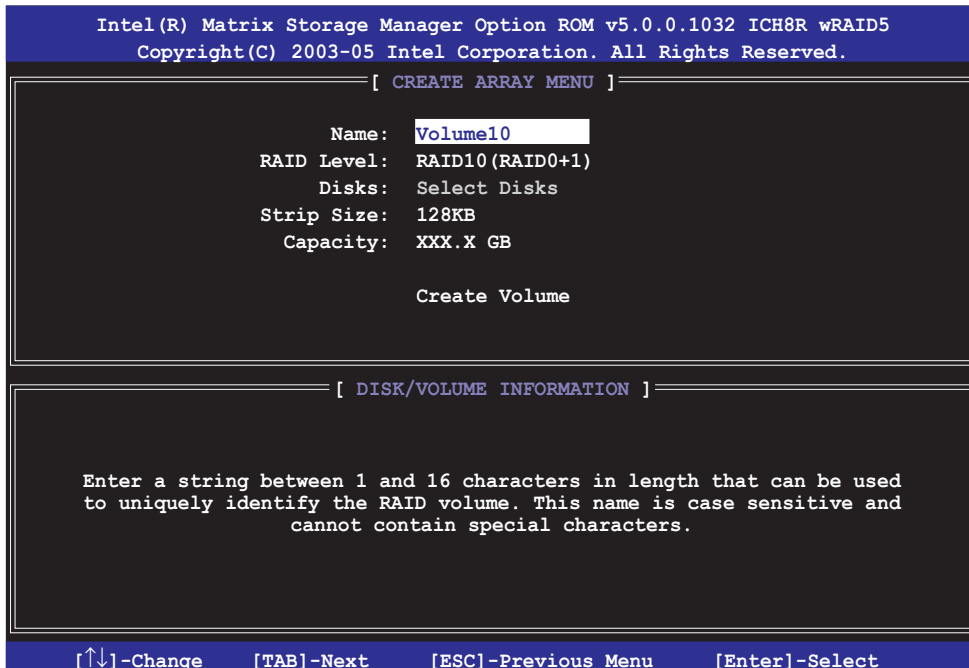 Intel(R) Matrix Storage Manager Option ROM v5.0.0.1032 ICH8R wRAID5
Copyright(C) 2003-05 Intel Corporation. All Rights Reserved.
[ CREATE ARRAY MENU ]
Name: Volume10
RAID Level: RAID10(RAID0+1)
Disks: Select Disks
Strip Size: 128KB
Capacity: XXX.X GB
Create Volume
[ DISK/VOLUME INFORMATION ]
Enter a string between 1 and 16 characters in length that can be used
to uniquely identify the RAID volume. This name is case sensitive and
cannot contain special characters.
[↑↓]-Change [TAB]-Next [ESC]-Previous Menu [Enter]-Select